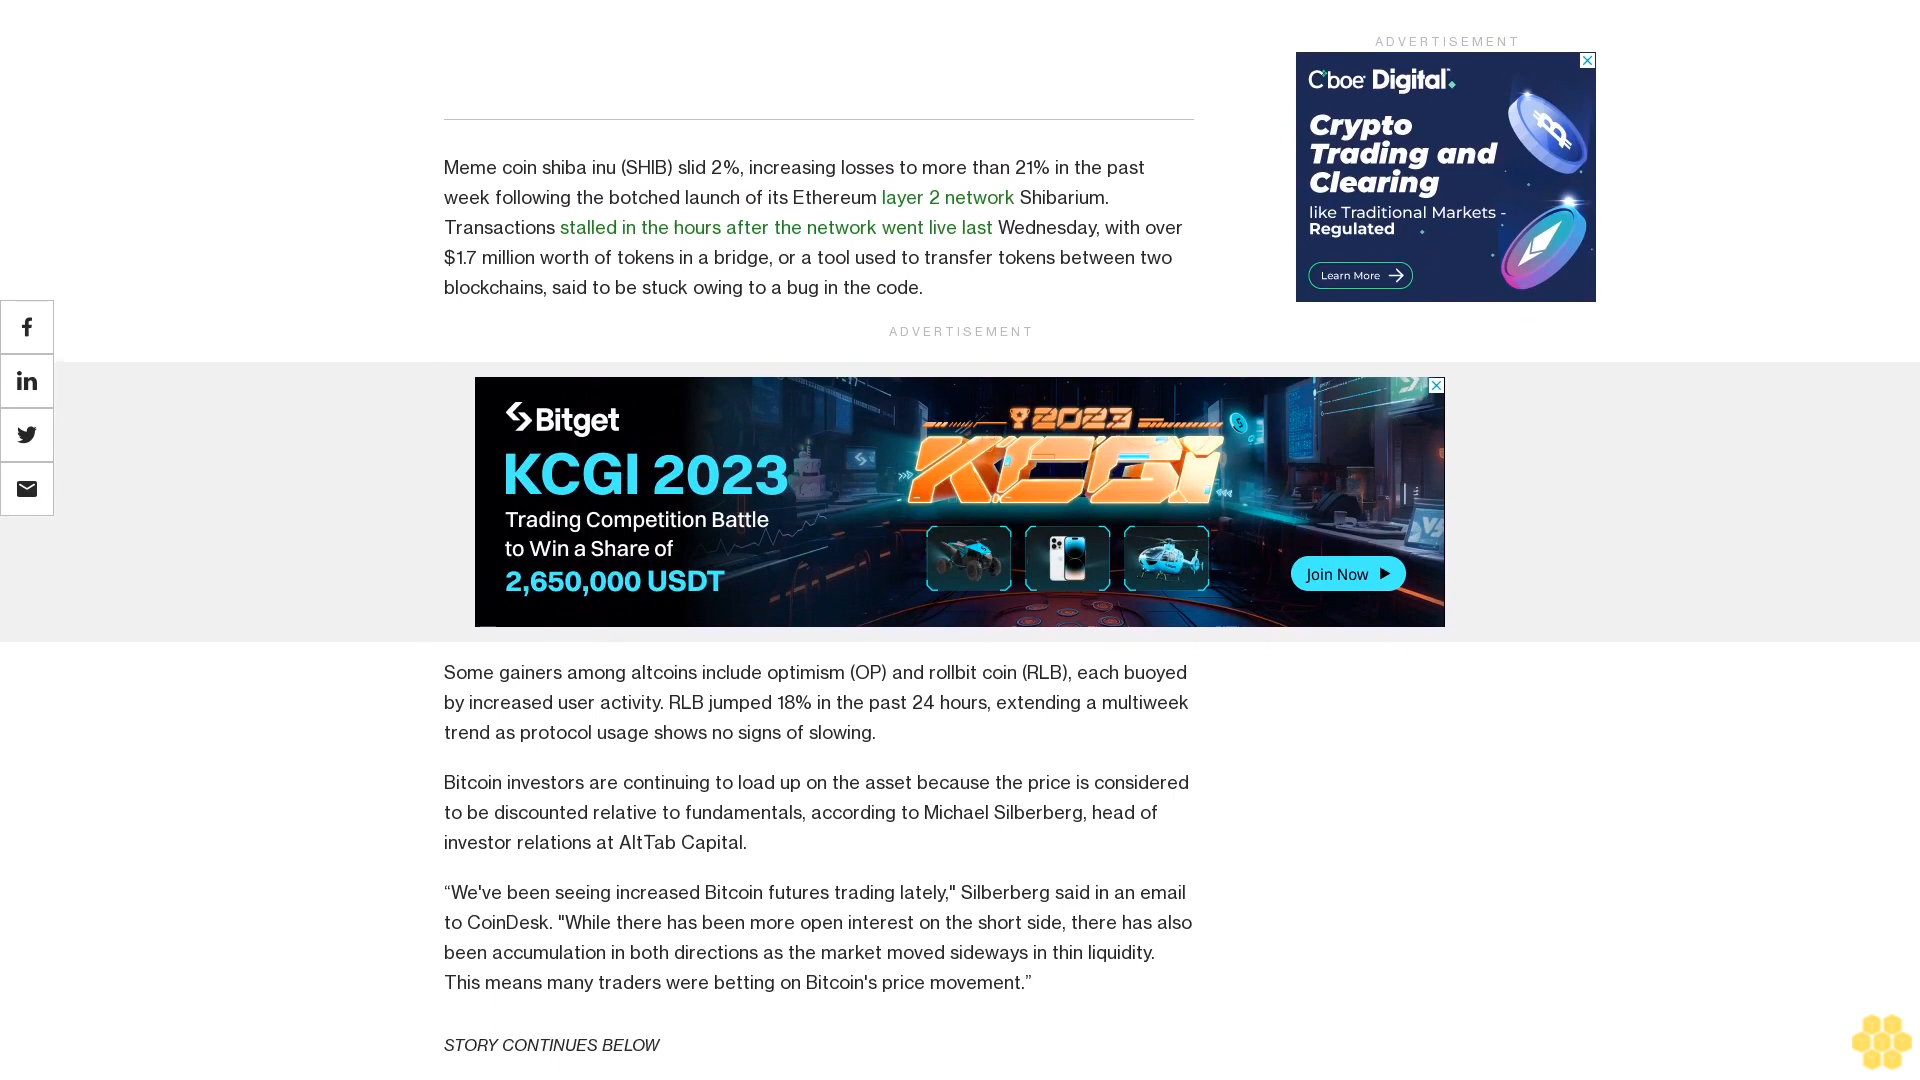 ADVERTISEMENT
Cboe Digital
Crypto
Trading and
Clearing
like Traditional Markets -
Regulated
Learn More
Meme coin shiba inu (SHIB) slid 2%, increasing losses to more than 21% in the past
week following the botched launch of its Ethereum layer 2 network Shibarium.
Transactions stalled in the hours after the network went live last Wednesday, with over
$1.7 million worth of tokens in a bridge, or a tool used to transfer tokens between two
blockchains, said to be stuck owing to a bug in the code.
ADVERTISEMENT
Bitget
KCGI 2023
Trading Competition Battle
to Win a Share of
2,650,000 USDT
2023
KCGI
Join Now
Some gainers among altcoins include optimism (OP) and rollbit coin (RLB), each buoyed
by increased user activity. RLB jumped 18% in the past 24 hours, extending a multiweek
trend as protocol usage shows no signs of slowing.
Bitcoin investors are continuing to load up on the asset because the price is considered
to be discounted relative to fundamentals, according to Michael Silberberg, head of
investor relations at AltTab Capital.
“We've been seeing increased Bitcoin futures trading lately," Silberberg said in an email
to CoinDesk. "While there has been more open interest on the short side, there has also
been accumulation in both directions as the market moved sideways in thin liquidity.
This means many traders were betting on Bitcoin's price movement.”
STORY CONTINUES BELOW